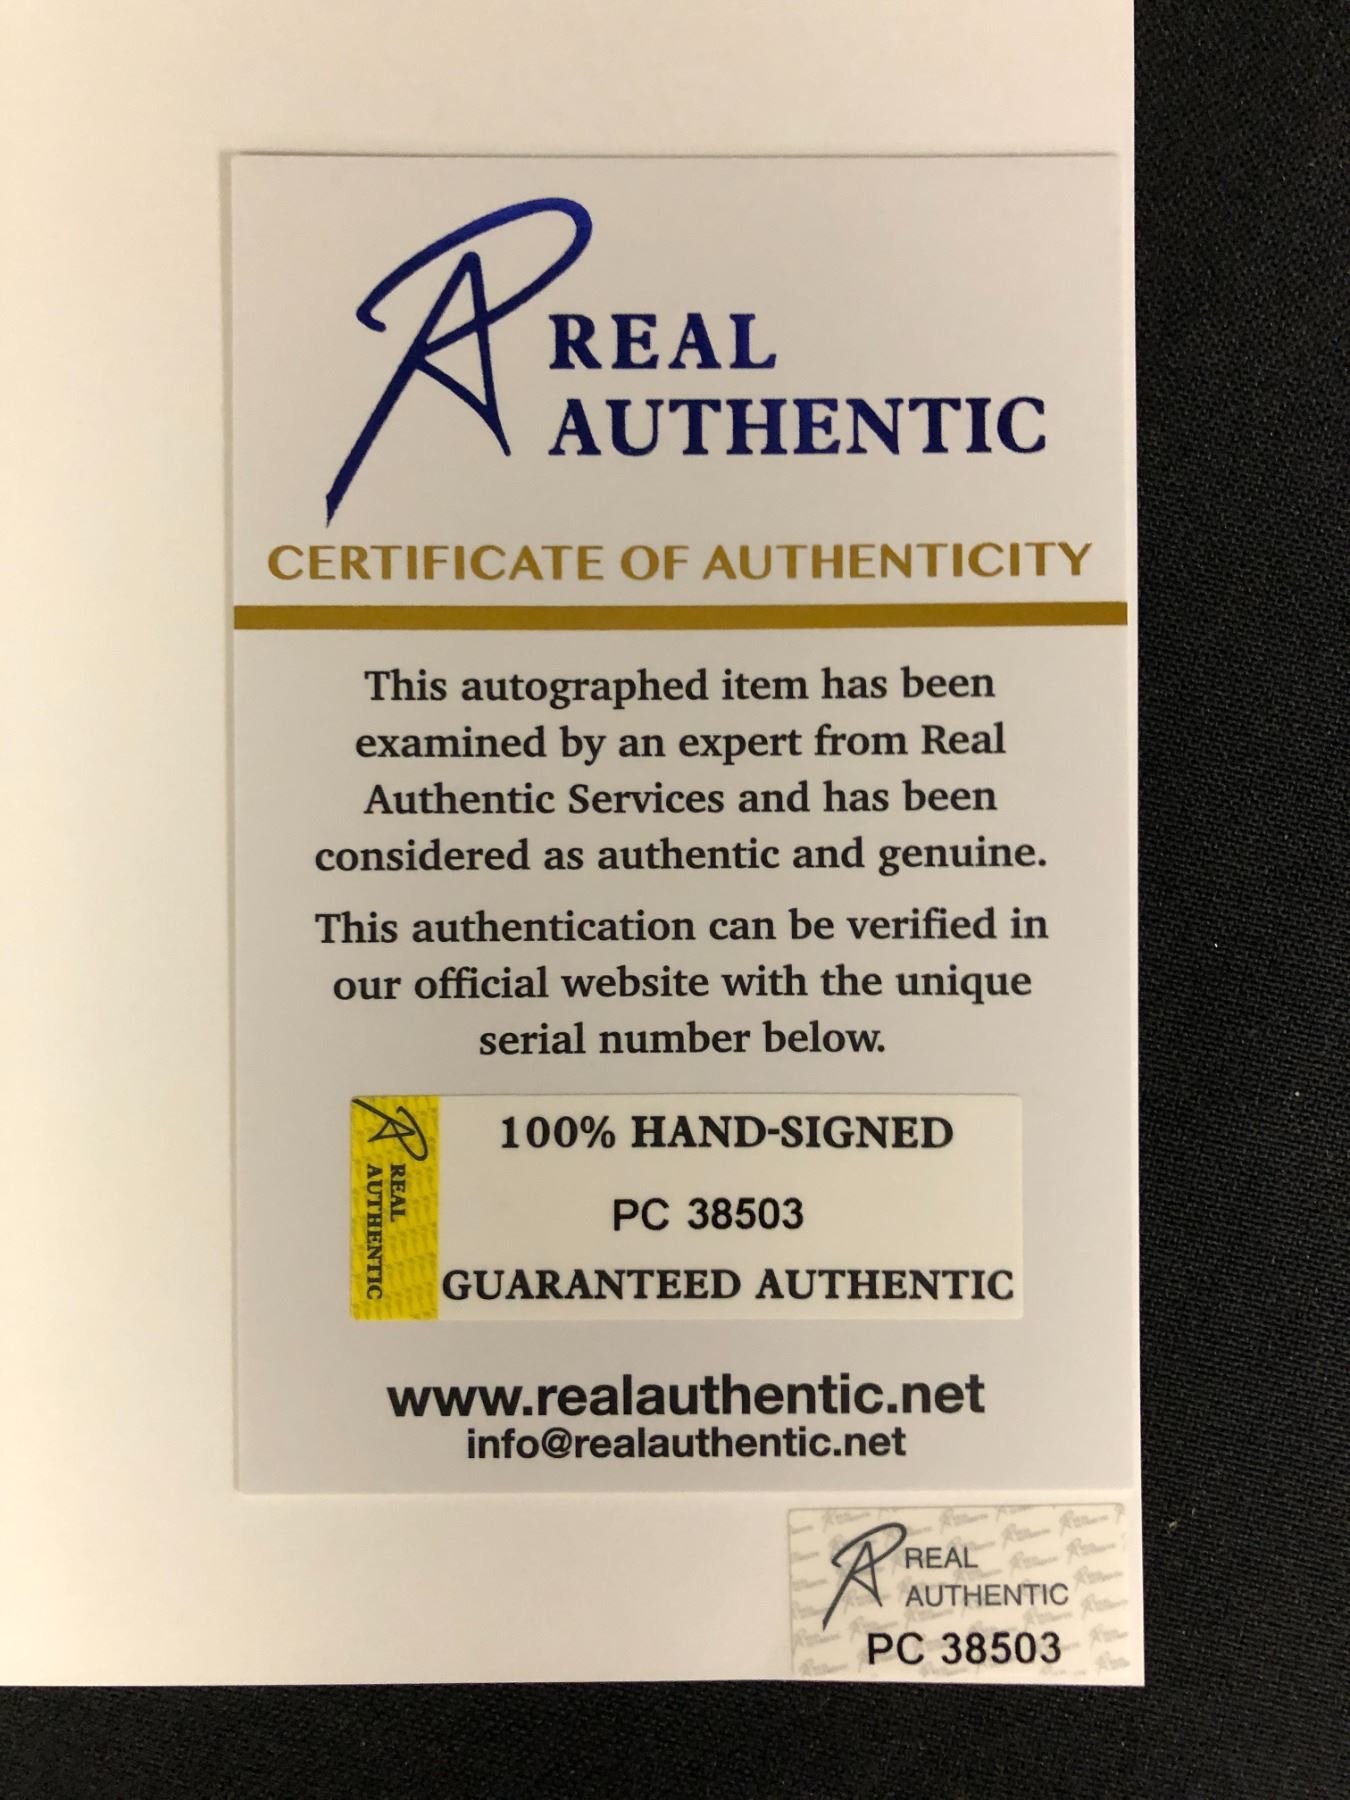 REAL
AUTHENTIC
CERTIFICATE OF AUTHENTICITY
This autographed item has been
examined by an expert from Real
Authentic Services and has been
considered as authentic and genuine.
This authentication can be verified in
our official website with the unique
serial number below.
REAL
AUTHENTIC
100% HAND-SIGNED
PC 38503
GUARANTEED AUTHENTIC
www.realauthentic.net
info@realauthentic.net
REAL
AUTHENTIC
PC 38503